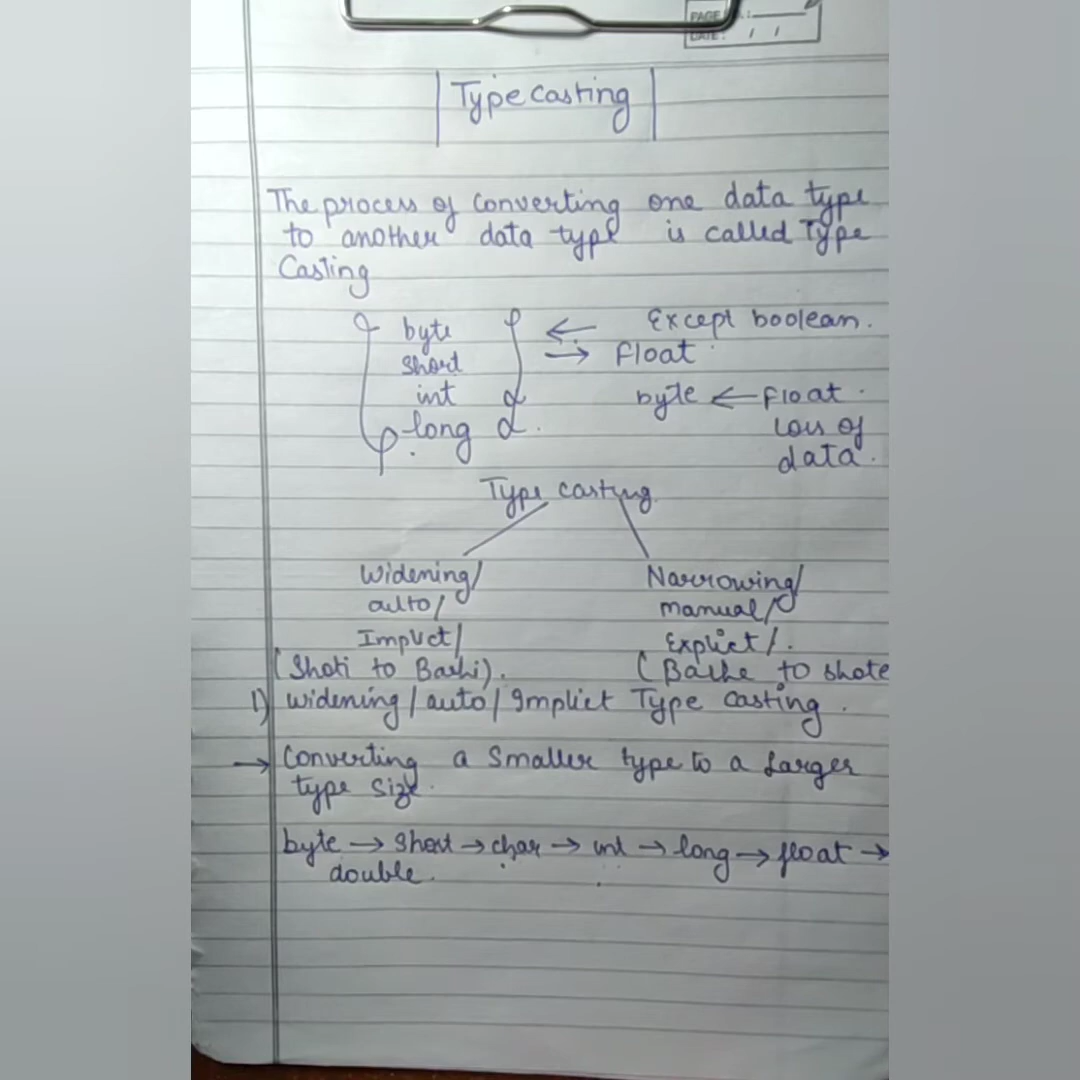 PAGE
DATE: / /
Type casting
The process of converting one data type
to another data type is called Type
Casting
byte ← Except boolean.
short → float
int byte ← float.
long loss of
data.
Type casting.
Widening/ Narrowing/
auto/ manual/
Implict/ Explict/.
(Shoti to Bashi).
to shote
1) widening/auto/Implict Type casting.
→ Converting a smaller type to a larger
type size.
byte → short → char → int → long → float →
double.